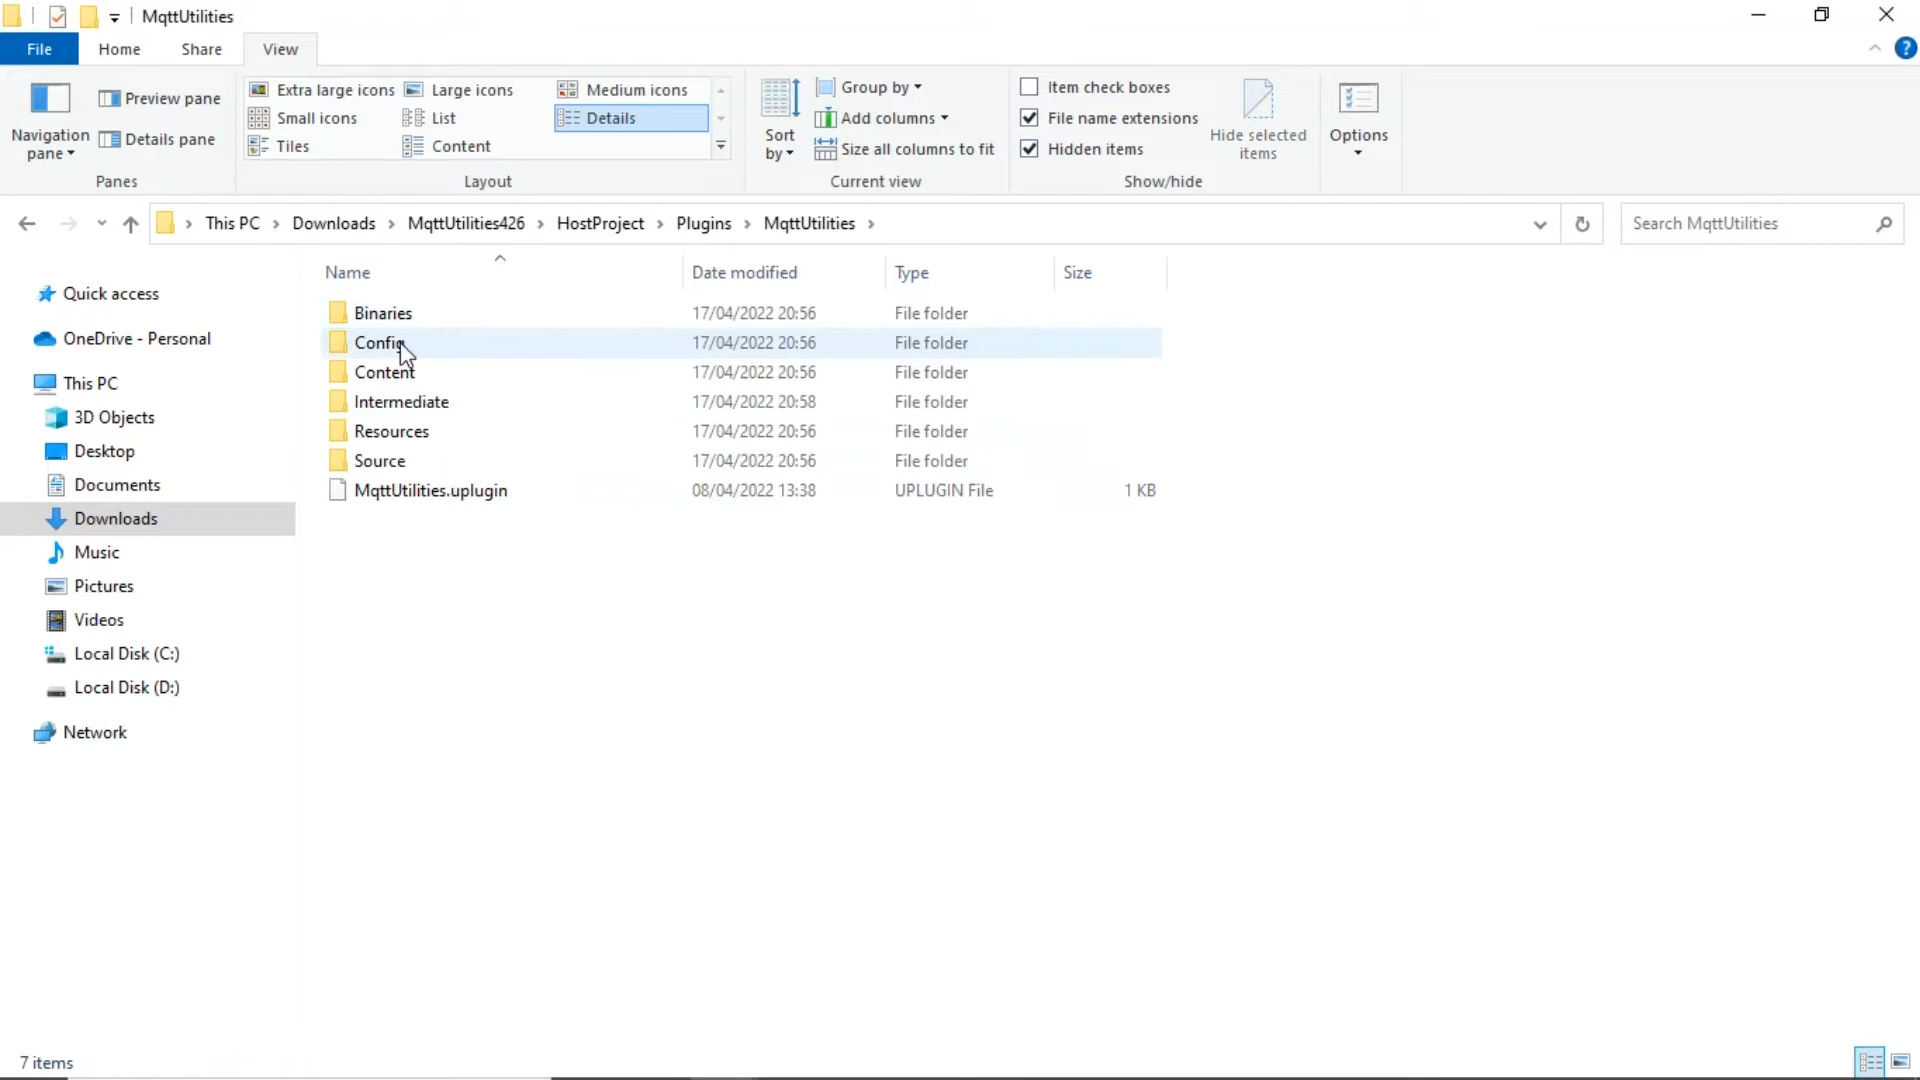 MqttUtilities
File Home Share View
Navigation pane
Preview pane
Details pane
Panes
Extra large icons Large icons Medium icons
Small icons List Details
Tiles Content
Layout
Sort by
Group by
Add columns
Size all columns to fit
Current view
Item check boxes
File name extensions
Hidden items
Hide selected items
Show/hide
Options
This PC > Downloads > MqttUtilities426 > HostProject > Plugins > MqttUtilities >
Search MqttUtilities
Quick access
OneDrive - Personal
This PC
3D Objects
Desktop
Documents
Downloads
Music
Pictures
Videos
Local Disk (C:)
Local Disk (D:)
Network
Name Date modified Type Size
Binaries 17/04/2022 20:56 File folder
Config 17/04/2022 20:56 File folder
Content 17/04/2022 20:56 File folder
Intermediate 17/04/2022 20:58 File folder
Resources 17/04/2022 20:56 File folder
Source 17/04/2022 20:56 File folder
MqttUtilities.uplugin 08/04/2022 13:38 UPLUGIN File 1 KB
7 items